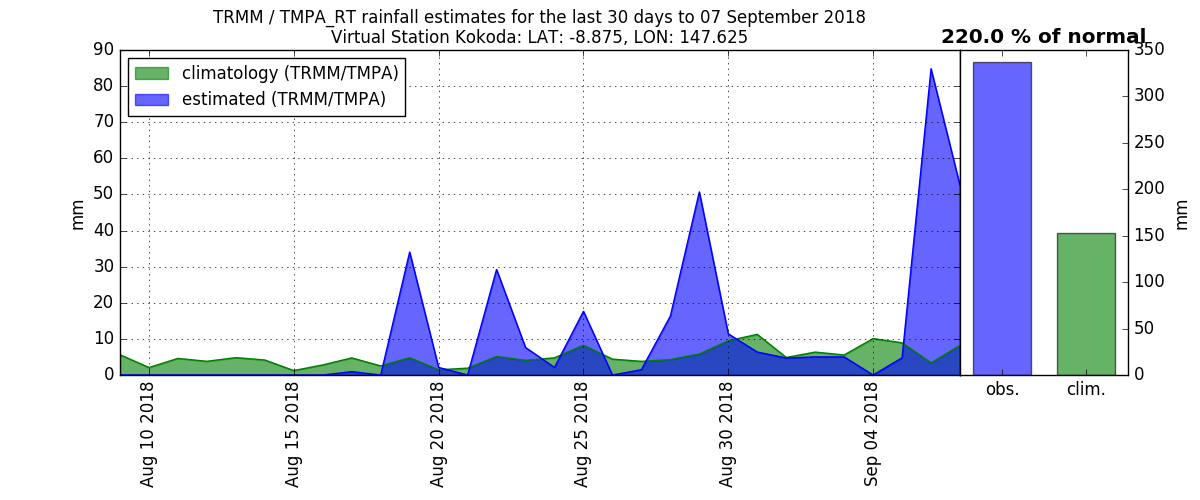 TRMM / TMPA_RT rainfall estimates for the last 30 days to 07 September 2018
Virtual Station Kokoda: LAT: -8.875, LON: 147.625
220.0 % of normal
climatology (TRMM/TMPA)
estimated (TRMM/TMPA)
mm
90
80
70
60
50
40
30
20
10
0
Aug 10 2018
Aug 15 2018
Aug 20 2018
Aug 25 2018
Aug 30 2018
Sep 04 2018
350
300
250
200
150
100
50
0
mm
obs.
clim.